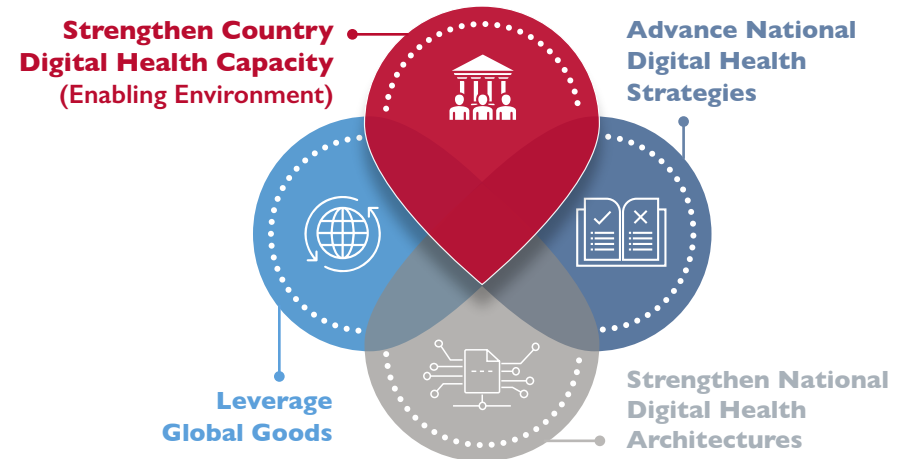 Strengthen Country
Digital Health Capacity
(Enabling Environment)
Advance National
Digital Health
Strategies
Leverage
Global Goods
Strengthen National
Digital Health
Architectures